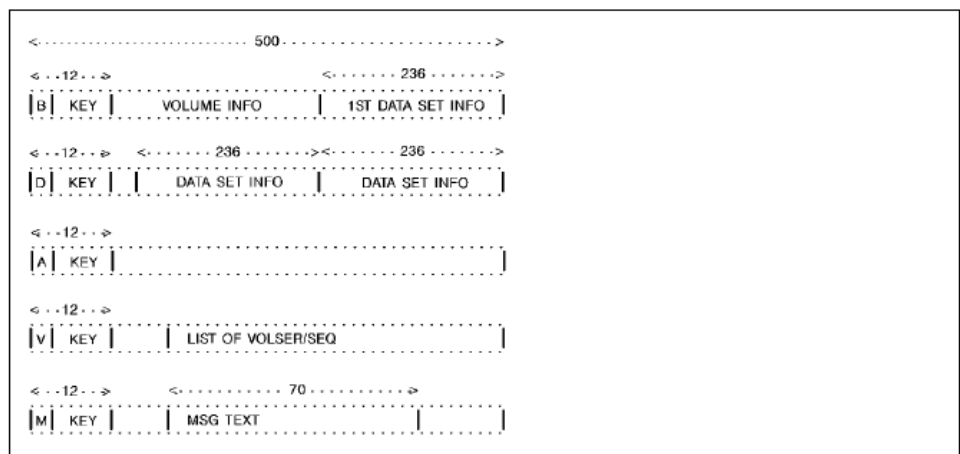 <............................ 500......................>
<...12...> <....... 236 .......>
B KEY VOLUME INFO 1ST DATA SET INFO
<...12...> <....... 236 .......><....... 236 .......>
D KEY DATA SET INFO DATA SET INFO
<...12...>
A KEY
<...12...>
V KEY LIST OF VOLSER/SEQ
<...12...> <........... 70 ..........>
M KEY MSG TEXT